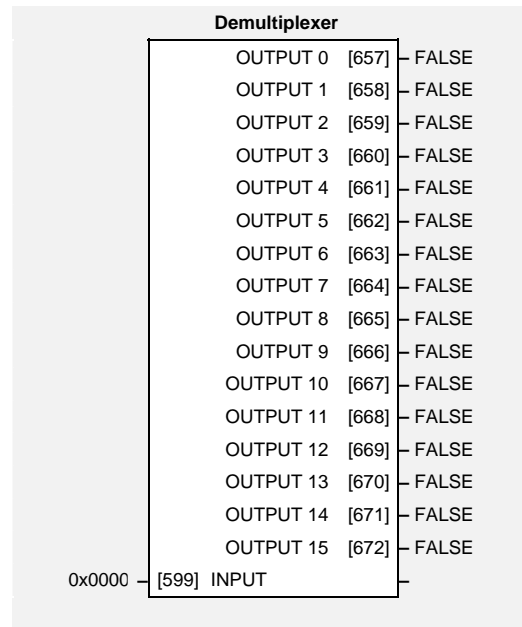 Demultiplexer
OUTPUT 0 [657] – FALSE
OUTPUT 1 [658] – FALSE
OUTPUT 2 [659] – FALSE
OUTPUT 3 [660] – FALSE
OUTPUT 4 [661] – FALSE
OUTPUT 5 [662] – FALSE
OUTPUT 6 [663] – FALSE
OUTPUT 7 [664] – FALSE
OUTPUT 8 [665] – FALSE
OUTPUT 9 [666] – FALSE
OUTPUT 10 [667] – FALSE
OUTPUT 11 [668] – FALSE
OUTPUT 12 [669] – FALSE
OUTPUT 13 [670] – FALSE
OUTPUT 14 [671] – FALSE
OUTPUT 15 [672] – FALSE
0x0000 – [599] INPUT –